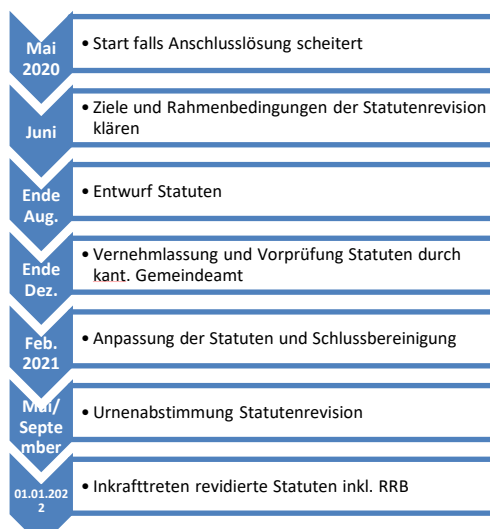 Mai
2020
• Start falls Anschlusslösung scheitert
Juni
• Ziele und Rahmenbedingungen der Statutenrevision
klären
Ende
Aug.
• Entwurf Statuten
Ende
Dez.
• Vernehmlassung und Vorprüfung Statuten durch
kant. Gemeindeamt
Feb.
2021
• Anpassung der Statuten und Schlussbereinigung
Mai/
Septe
mber
• Urnenabstimmung Statutenrevision
01.01.202
2
• Inkrafttreten revidierte Statuten inkl. RRB